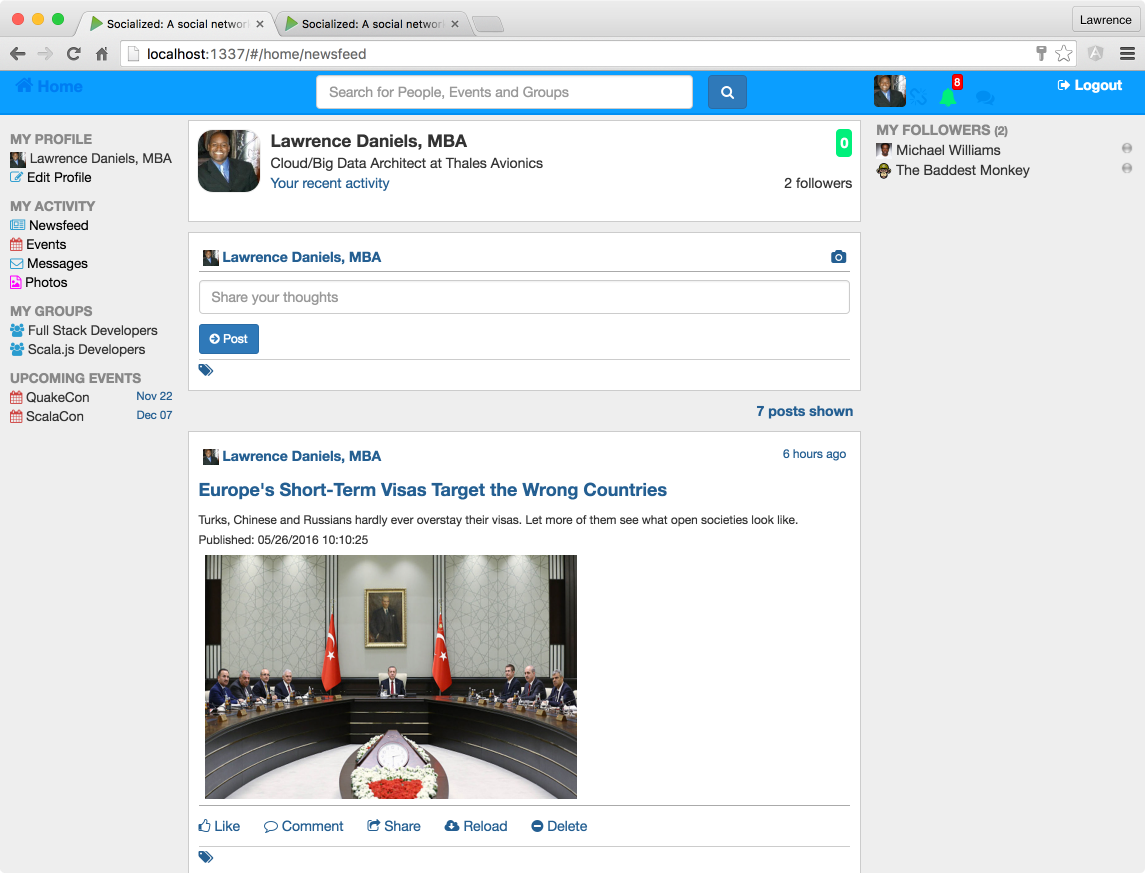 Socialized: A social networ
Socialized: A social networ
Lawrence
localhost:1337/#/home/newsfeed
Home
Search for People, Events and Groups
8
Logout
MY PROFILE
Lawrence Daniels, MBA
Edit Profile
MY ACTIVITY
Newsfeed
Events
Messages
Photos
MY GROUPS
Full Stack Developers
Scala.js Developers
UPCOMING EVENTS
QuakeCon Nov 22
ScalaCon Dec 07
Lawrence Daniels, MBA
0
Cloud/Big Data Architect at Thales Avionics
Your recent activity
2 followers
Lawrence Daniels, MBA
Share your thoughts
Post
7 posts shown
Lawrence Daniels, MBA
6 hours ago
Europe's Short-Term Visas Target the Wrong Countries
Turks, Chinese and Russians hardly ever overstay their visas. Let more of them see what open societies look like.
Published: 05/26/2016 10:10:25
Like Comment Share Reload Delete
MY FOLLOWERS (2)
Michael Williams
The Baddest Monkey